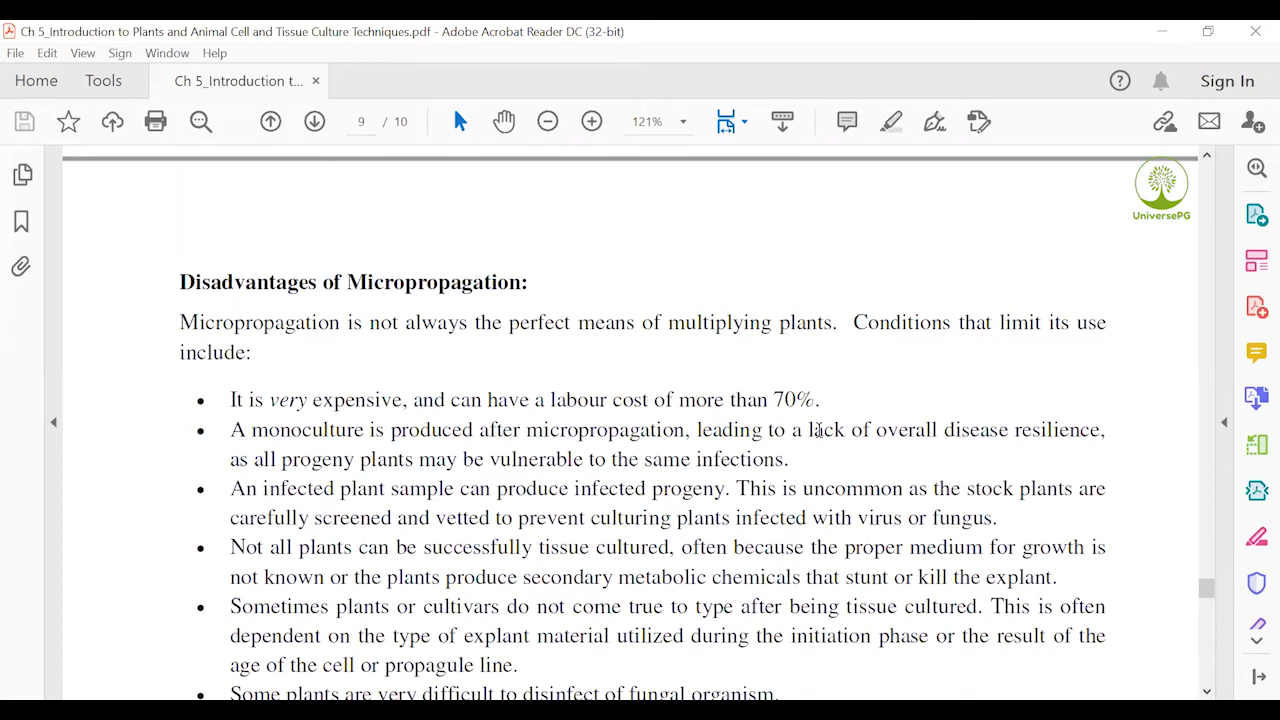 Ch 5_Introduction to Plants and Animal Cell and Tissue Culture Techniques.pdf - Adobe Acrobat Reader DC (32-bit)
File Edit View Sign Window Help
Home Tools Ch 5_Introduction t... Sign In
9 / 10 121%
UniversePG
Disadvantages of Micropropagation:
Micropropagation is not always the perfect means of multiplying plants. Conditions that limit its use
include:
• It is very expensive, and can have a labour cost of more than 70%.
• A monoculture is produced after micropropagation, leading to a lack of overall disease resilience,
as all progeny plants may be vulnerable to the same infections.
• An infected plant sample can produce infected progeny. This is uncommon as the stock plants are
carefully screened and vetted to prevent culturing plants infected with virus or fungus.
• Not all plants can be successfully tissue cultured, often because the proper medium for growth is
not known or the plants produce secondary metabolic chemicals that stunt or kill the explant.
• Sometimes plants or cultivars do not come true to type after being tissue cultured. This is often
dependent on the type of explant material utilized during the initiation phase or the result of the
age of the cell or propagule line.
• Some plants are very difficult to disinfect of fungal organism.